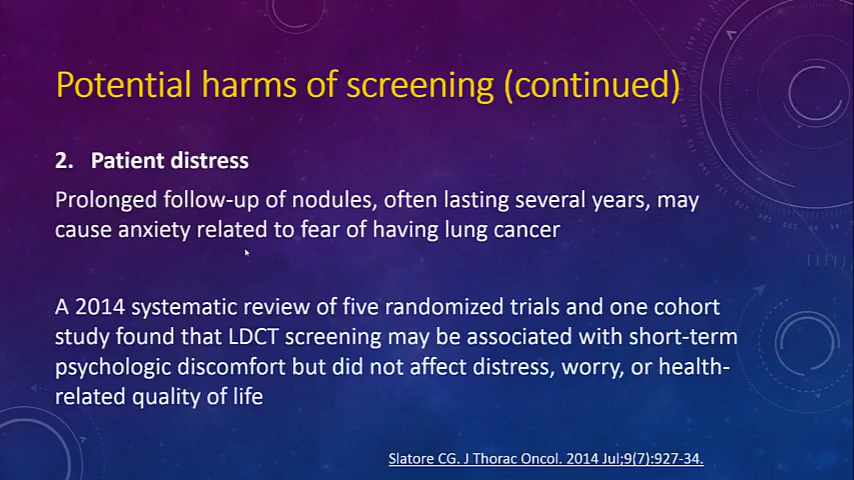 Potential harms of screening (continued)
2. Patient distress
Prolonged follow-up of nodules, often lasting several years, may
cause anxiety related to fear of having lung cancer
A 2014 systematic review of five randomized trials and one cohort
study found that LDCT screening may be associated with short-term
psychologic discomfort but did not affect distress, worry, or health-
related quality of life
Slatore CG. J Thorac Oncol. 2014 Jul;9(7):927-34.